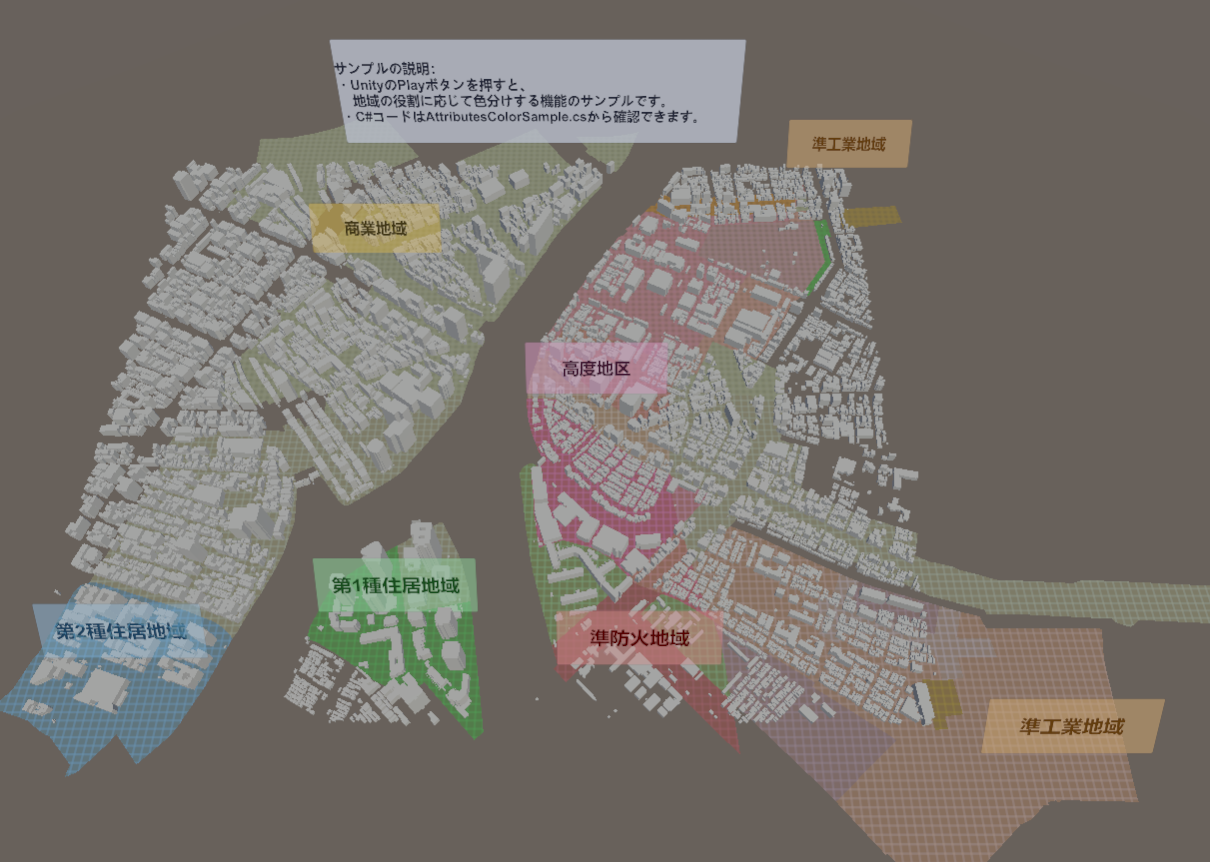 サンプルの説明:
・UnityのPlayボタンを押すと、
地域の役割に応じて色分けする機能のサンプルです。
・C#コードはAttributesColorSample.csから確認できます。
準工業地域
商業地域
高度地区
第1種住居地域
第2種住居地域
準防火地域
準工業地域